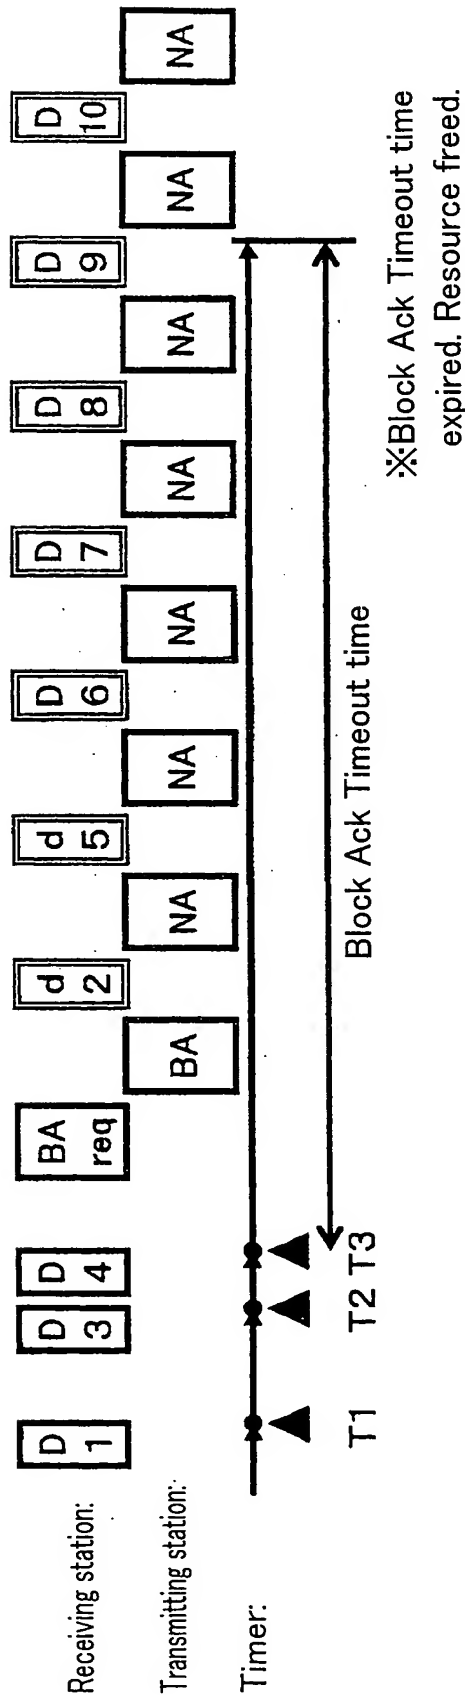 Receiving station:
D 1
D 3
D 4
BA req
d 2
d 5
D 6
D 7
D 8
D 9
D 10
Transmitting station:
BA
NA
NA
NA
NA
NA
NA
NA
Timer:
T1
T2
T3
Block Ack Timeout time
※Block Ack Timeout time
expired. Resource freed.